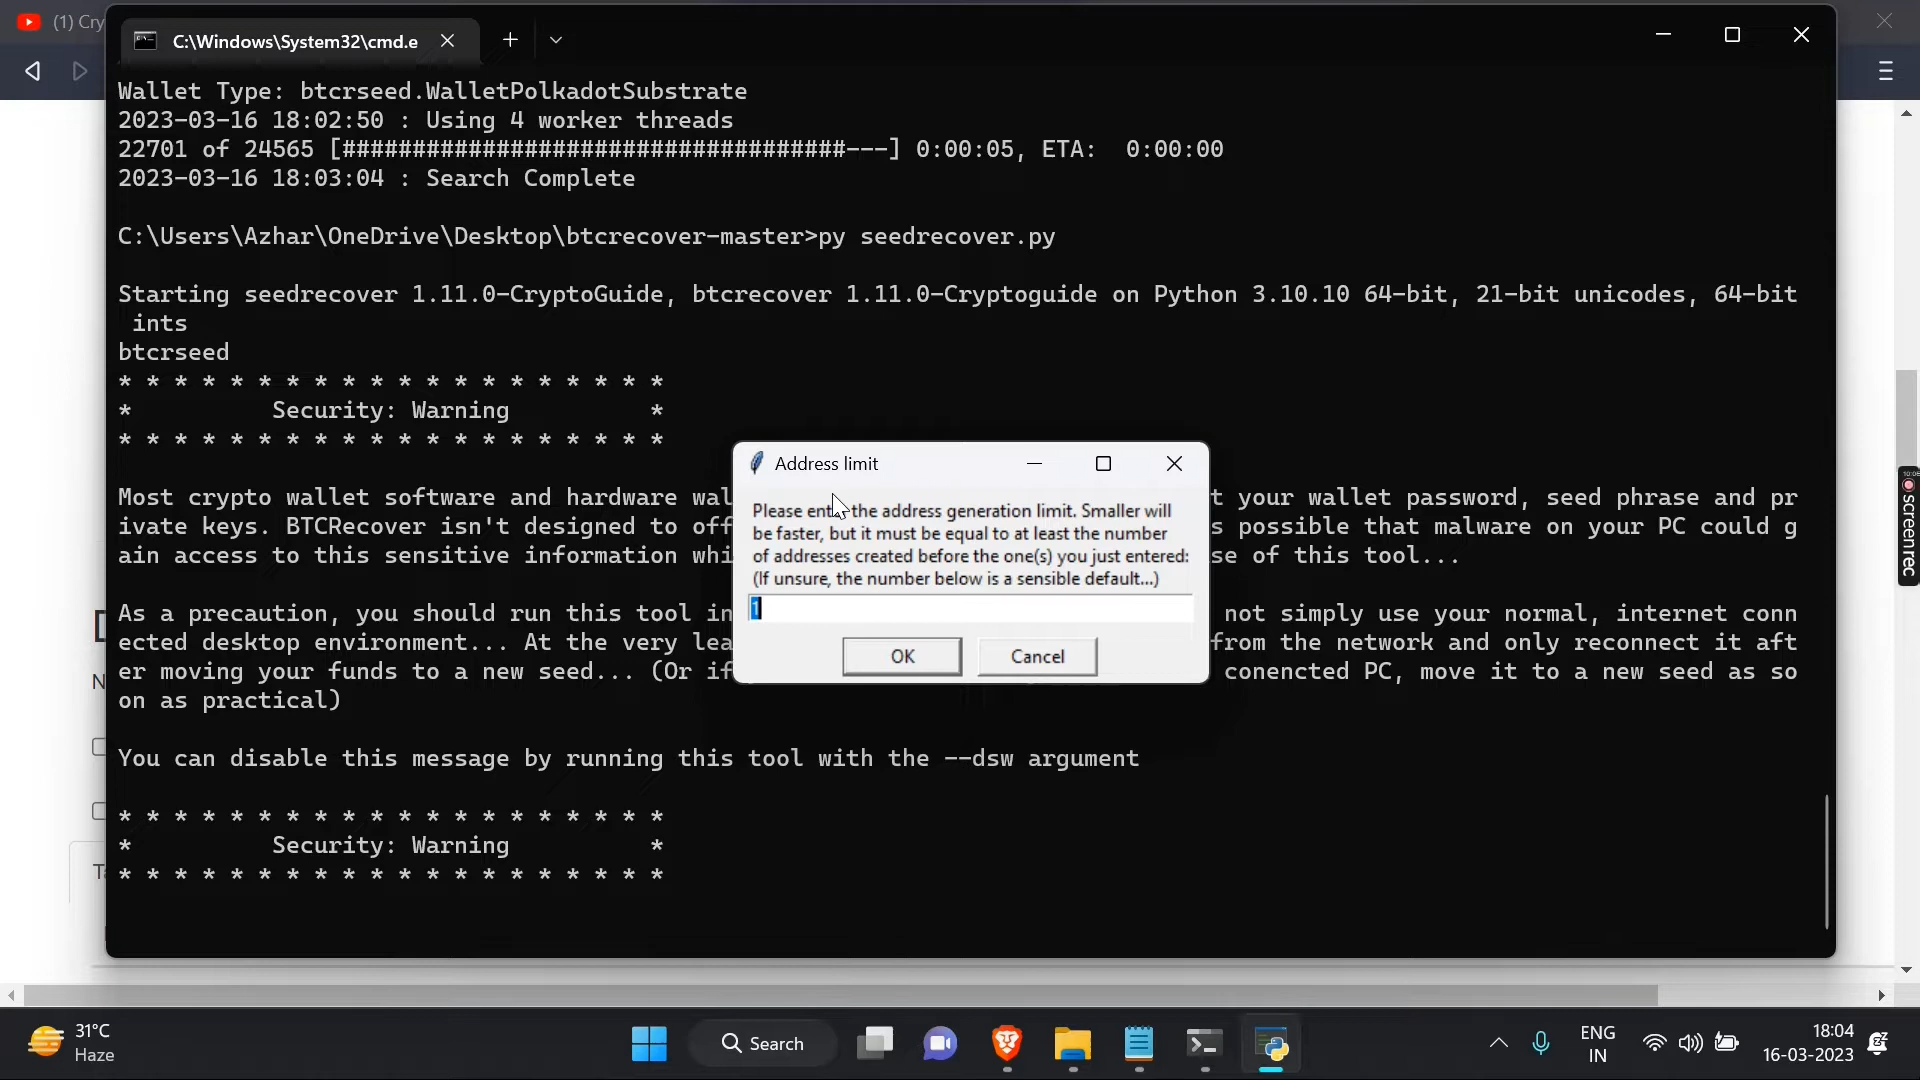 (1) Cry
C:\Windows\System32\cmd.e
Wallet Type: btcrseed.WalletPolkadotSubstrate
2023-03-16 18:02:50 : Using 4 worker threads
22701 of 24565 [####################################---] 0:00:05, ETA:  0:00:00
2023-03-16 18:03:04 : Search Complete
C:\Users\Azhar\OneDrive\Desktop\btcrecover-master>py seedrecover.py
Starting seedrecover 1.11.0-CryptoGuide, btcrecover 1.11.0-Cryptoguide on Python 3.10.10 64-bit, 21-bit unicodes, 64-bit
ints
btcrseed
* * * * * * * * * * * * * * * * * * * *
*          Security: Warning          *
* * * * * * * * * * * * * * * * * * * *
Most crypto wallet software and hardware wal
t your wallet password, seed phrase and pr
ivate keys. BTCRecover isn't designed to off
s possible that malware on your PC could g
ain access to this sensitive information whi
se of this tool...
As a precaution, you should run this tool in
not simply use your normal, internet conn
ected desktop environment... At the very lea
from the network and only reconnect it aft
er moving your funds to a new seed... (Or if
conencted PC, move it to a new seed as so
on as practical)
You can disable this message by running this tool with the --dsw argument
* * * * * * * * * * * * * * * * * * * *
*          Security: Warning          *
* * * * * * * * * * * * * * * * * * * *
Address limit
Please the address generation limit. Smaller will
be faster, but it must be equal to at least the number
of addresses created before the one(s) you just entered:
(If unsure, the number below is a sensible default...)
1
OK
Cancel
N
Ta
screenrec
31°C
Haze
Search
ENG
IN
18:04
16-03-2023